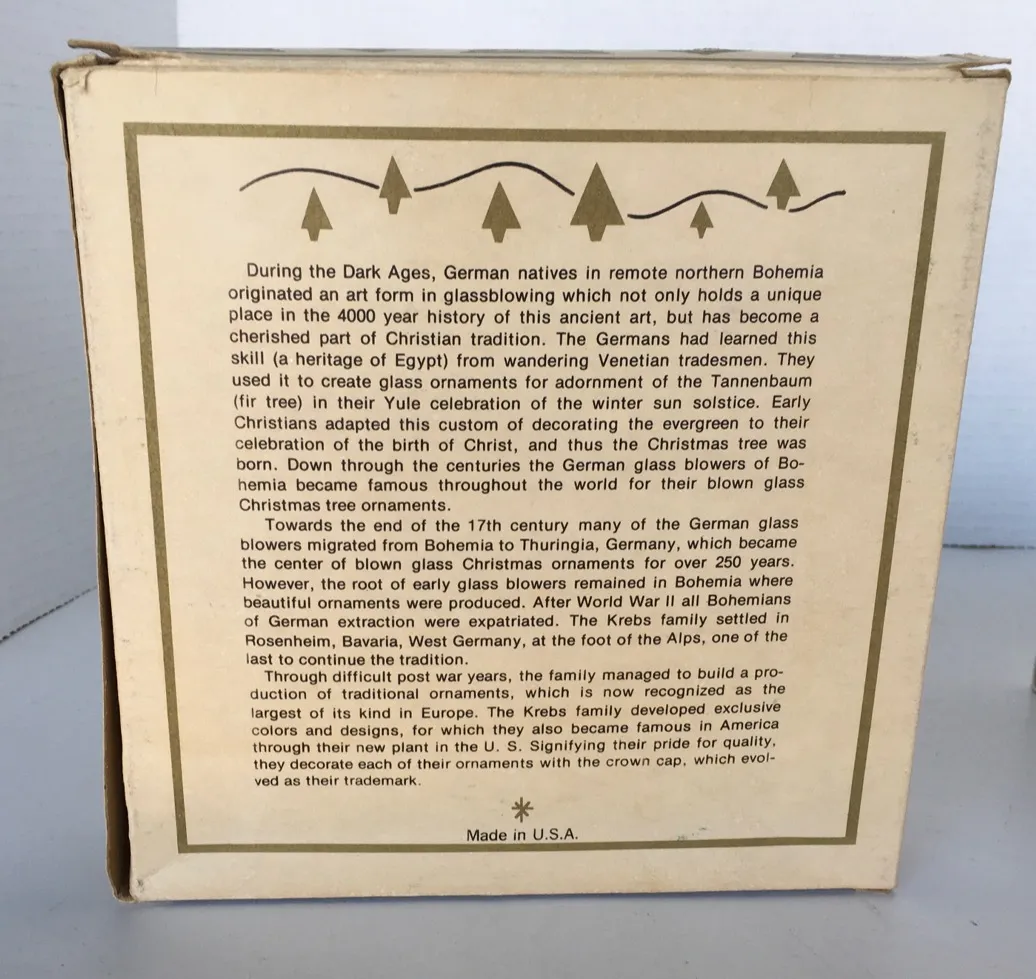 During the Dark Ages, German natives in remote northern Bohemia
originated an art form in glassblowing which not only holds a unique
place in the 4000 year history of this ancient art, but has become a
cherished part of Christian tradition. The Germans had learned this
skill (a heritage of Egypt) from wandering Venetian tradesmen. They
used it to create glass ornaments for adornment of the Tannenbaum
(fir tree) in their Yule celebration of the winter sun solstice. Early
Christians adapted this custom of decorating the evergreen to their
celebration of the birth of Christ, and thus the Christmas tree was
born. Down through the centuries the German glass blowers of Bo-
hemia became famous throughout the world for their blown glass
Christmas tree ornaments.
Towards the end of the 17th century many of the German glass
blowers migrated from Bohemia to Thuringia, Germany, which became
the center of blown glass Christmas ornaments for over 250 years.
However, the root of early glass blowers remained in Bohemia where
beautiful ornaments were produced. After World War II all Bohemians
of German extraction were expatriated. The Krebs family settled in
Rosenheim, Bavaria, West Germany, at the foot of the Alps, one of the
last to continue the tradition.
Through difficult post war years, the family managed to build a pro-
duction of traditional ornaments, which is now recognized as the
largest of its kind in Europe. The Krebs family developed exclusive
colors and designs, for which they also became famous in America
through their new plant in the U. S. Signifying their pride for quality,
they decorate each of their ornaments with the crown cap, which evol-
ved as their trademark.
Made in U.S.A.